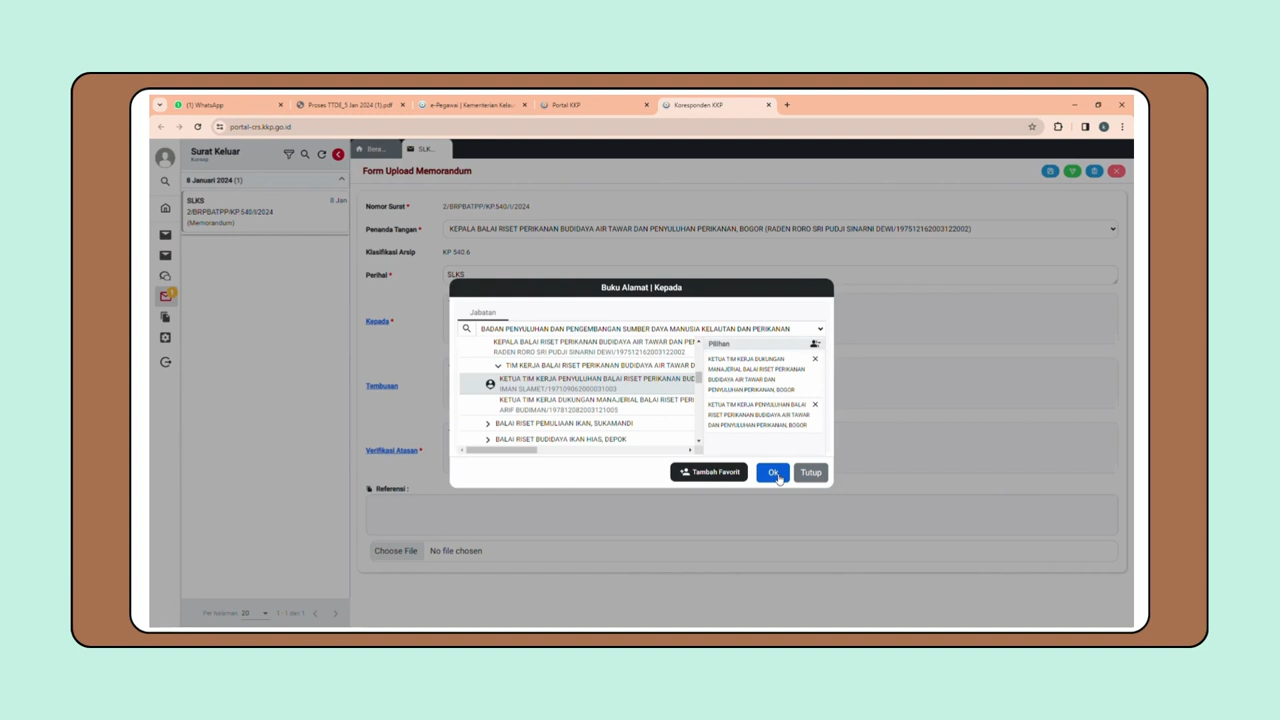 (1) WhatsApp
Proses TTDE_5 Jan 2024 (1).pdf
e-Pegawai | Kementerian Kelau
Portal KKP
Koresponden KKP
portal-crs.kkp.go.id
Surat Keluar
Konsep
Bera...
SLK...
8 Januari 2024 (1)
Form Upload Memorandum
SLKS
8 Jan
2/BRPBATPP/KP.540/I/2024
(Memorandum)
Nomor Surat *
2/BRPBATPP/KP.540/I/2024
Penanda Tangan *
KEPALA BALAI RISET PERIKANAN BUDIDAYA AIR TAWAR DAN PENYULUHAN PERIKANAN, BOGOR (RADEN RORO SRI PUDJI SINARNI DEWI/197512162003122002)
Klasifikasi Arsip
KP 540.6
Perihal *
SLKS
Kepada *
Tembusan
Verifikasi Atasan *
Referensi :
Choose File
No file chosen
Buku Alamat | Kepada
Jabatan
BADAN PENYULUHAN DAN PENGEMBANGAN SUMBER DAYA MANUSIA KELAUTAN DAN PERIKANAN
KEPALA BALAI RISET PERIKANAN BUDIDAYA AIR TAWAR DAN PEN
RADEN RORO SRI PUDJI SINARNI DEWI/197512162003122002
TIM KERJA BALAI RISET PERIKANAN BUDIDAYA AIR TAWAR D
KETUA TIM KERJA PENYULUHAN BALAI RISET PERIKANAN BUD
IMAN SLAMET/197109062000031003
KETUA TIM KERJA DUKUNGAN MANAJERIAL BALAI RISET PERI
ARIF BUDIMAN/197812082003121005
BALAI RISET PEMULIAAN IKAN, SUKAMANDI
BALAI RISET BUDIDAYA IKAN HIAS, DEPOK
Pilihan
KETUA TIM KERJA DUKUNGAN
MANAJERIAL BALAI RISET PERIKANAN
BUDIDAYA AIR TAWAR DAN
PENYULUHAN PERIKANAN, BOGOR
KETUA TIM KERJA PENYULUHAN BALAI
RISET PERIKANAN BUDIDAYA AIR TAWAR
DAN PENYULUHAN PERIKANAN, BOGOR
Tambah Favorit
Ok
Tutup
Per halaman: 20
1 - 1 dari 1